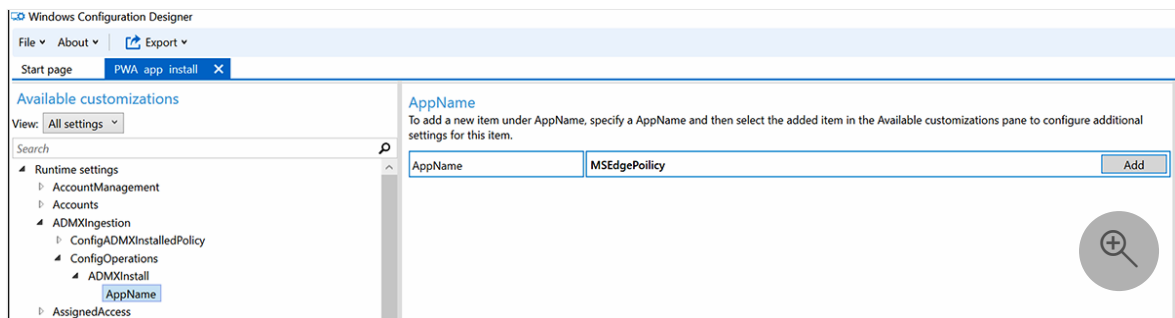 Windows Configuration Designer
File About Export
Start page PWA app install
Available customizations
View: All settings
Search
Runtime settings
AccountManagement
Accounts
ADMXIngestion
ConfigADMXInstalledPolicy
ConfigOperations
ADMXInstall
AppName
AssignedAccess
AppName
To add a new item under AppName, specify a AppName and then select the added item in the Available customizations pane to configure additional
settings for this item.
AppName MSEdgePoilicy Add